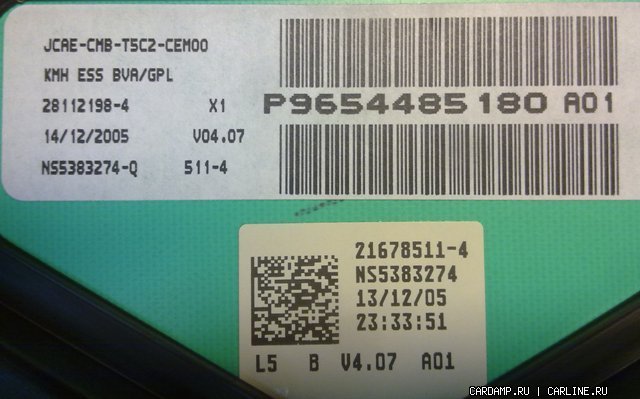 JCAE-CMB-T5C2-CEM00
KMH ESS BVA/GPL
28112198-4 X1
14/12/2005 V04.07
NS5383274-Q 511-4
P9654485180 A01
21678511-4
NS5383274
13/12/05
23:33:51
L5 B V4.07 A01
CARDAMP.RU | CARLINE.RU